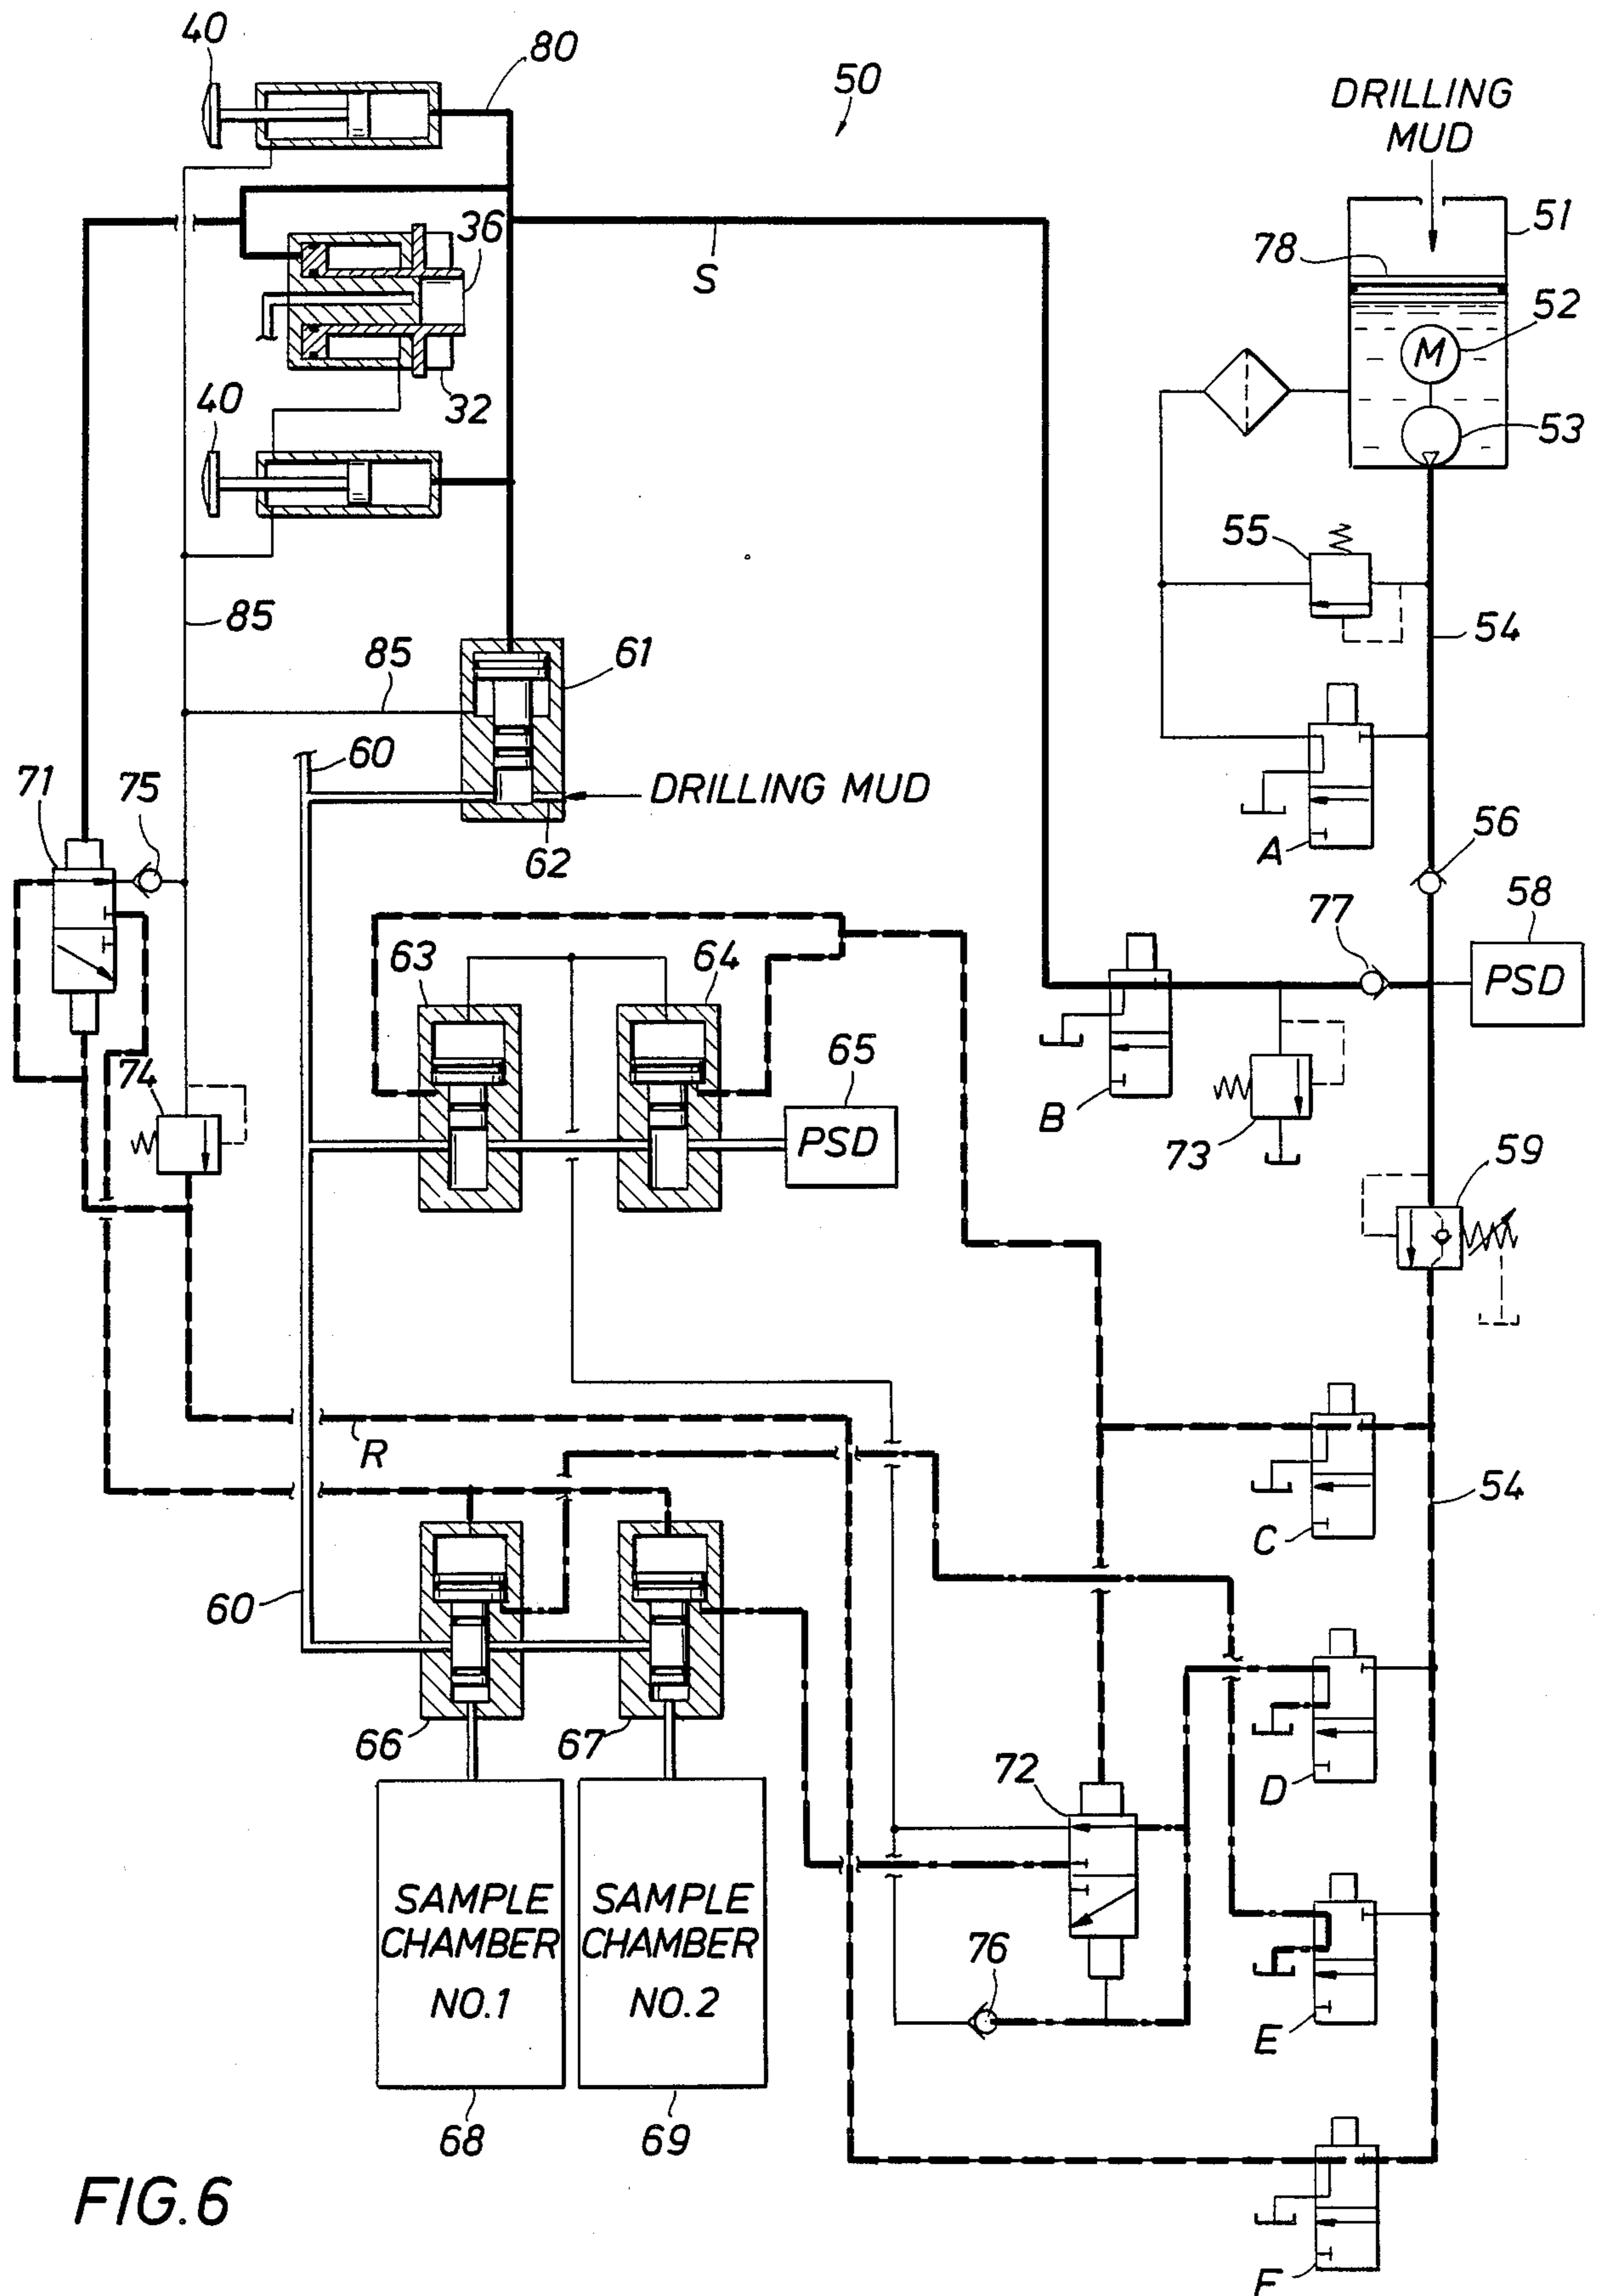 40
80
50
DRILLING
MUD
51
78
36
S
52
M
40
32
53
55
54
85
85
61
60
DRILLING MUD
71
75
62
A
56
77
58
PSD
63
64
74
65
PSD
B
73
59
R
C
54
60
66
67
D
72
SAMPLE
CHAMBER
NO.1
SAMPLE
CHAMBER
NO.2
76
E
68
69
FIG.6
F